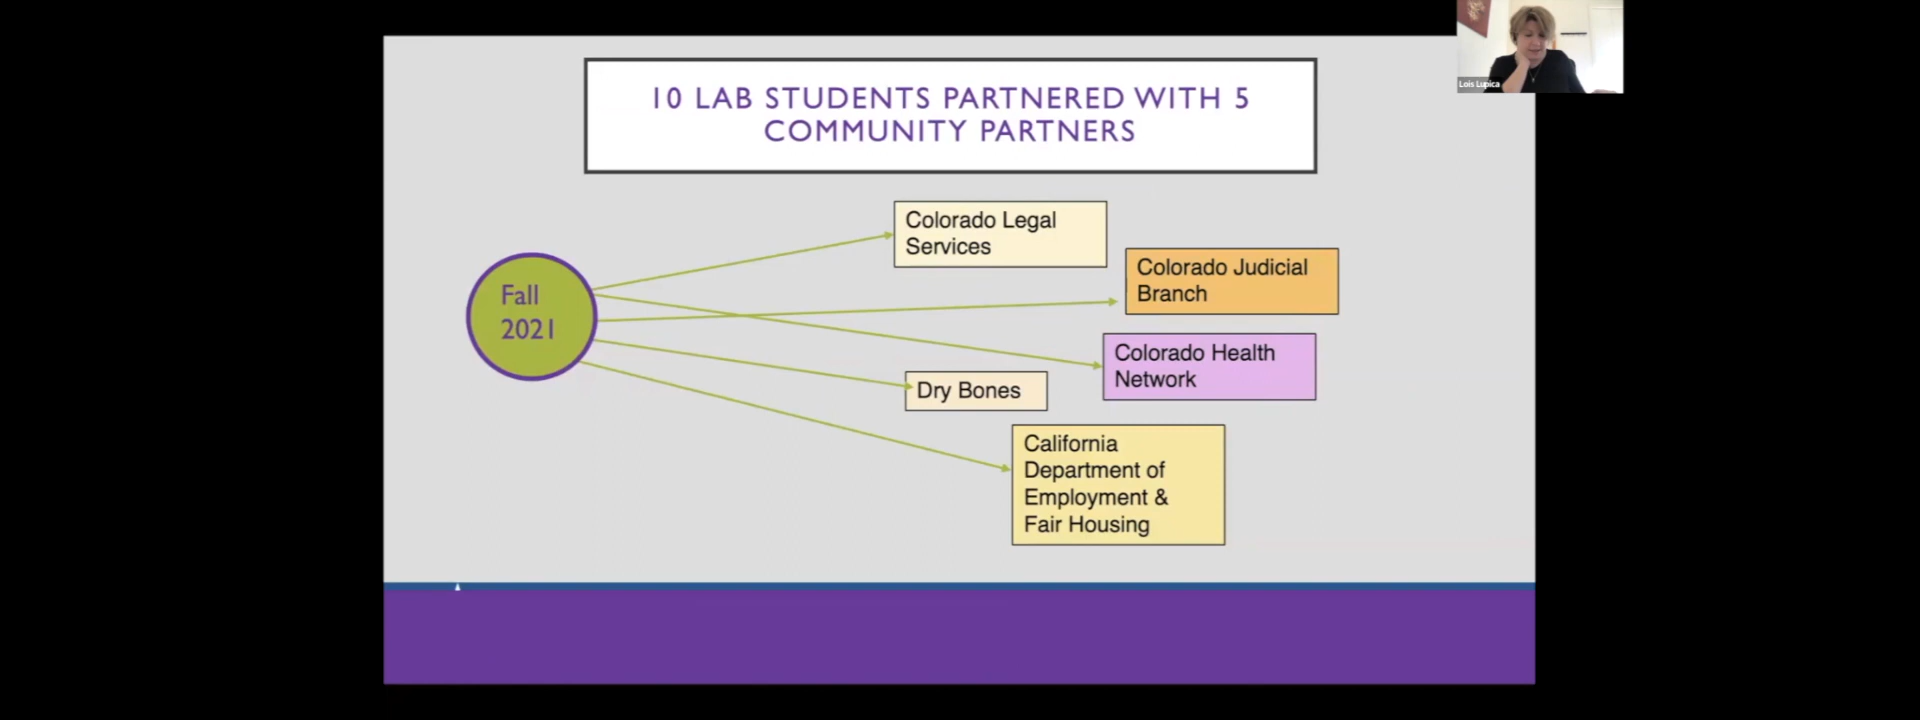 10 LAB STUDENTS PARTNERED WITH 5
COMMUNITY PARTNERS
Lois Lupica
Fall
2021
Colorado Legal
Services
Colorado Judicial
Branch
Colorado Health
Network
Dry Bones
California
Department of
Employment &
Fair Housing